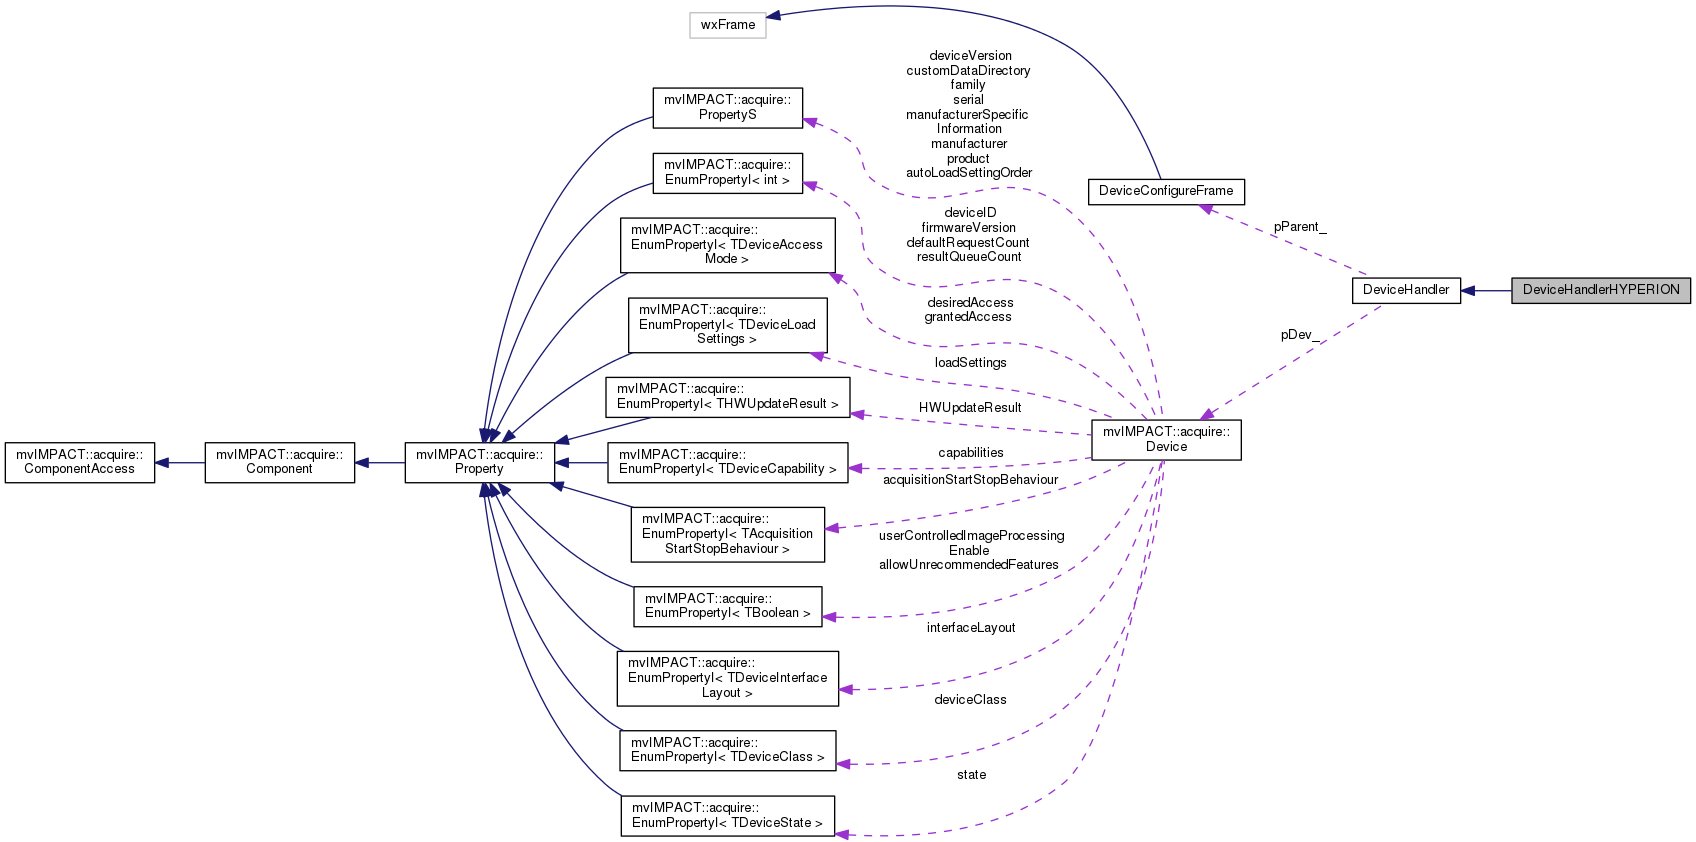 wxFrame
deviceVersion
customDataDirectory
family
serial
manufacturerSpecific
Information
manufacturer
product
autoLoadSettingOrder
mvIMPACT::acquire::
PropertyS
mvIMPACT::acquire::
EnumPropertyI< int >
DeviceConfigureFrame
deviceID
firmwareVersion
defaultRequestCount
resultQueueCount
pParent_
mvIMPACT::acquire::
EnumPropertyI< TDeviceAccess
Mode >
DeviceHandler
DeviceHandlerHYPERION
desiredAccess
grantedAccess
mvIMPACT::acquire::
EnumPropertyI< TDeviceLoad
Settings >
pDev_
loadSettings
mvIMPACT::acquire::
EnumPropertyI< THWUpdateResult >
HWUpdateResult
mvIMPACT::acquire::
Device
mvIMPACT::acquire::
ComponentAccess
mvIMPACT::acquire::
Component
mvIMPACT::acquire::
Property
mvIMPACT::acquire::
EnumPropertyI< TDeviceCapability >
capabilities
acquisitionStartStopBehaviour
mvIMPACT::acquire::
EnumPropertyI< TAcquisition
StartStopBehaviour >
userControlledImageProcessing
Enable
allowUnrecommendedFeatures
mvIMPACT::acquire::
EnumPropertyI< TBoolean >
interfaceLayout
mvIMPACT::acquire::
EnumPropertyI< TDeviceInterface
Layout >
deviceClass
mvIMPACT::acquire::
EnumPropertyI< TDeviceClass >
state
mvIMPACT::acquire::
EnumPropertyI< TDeviceState >